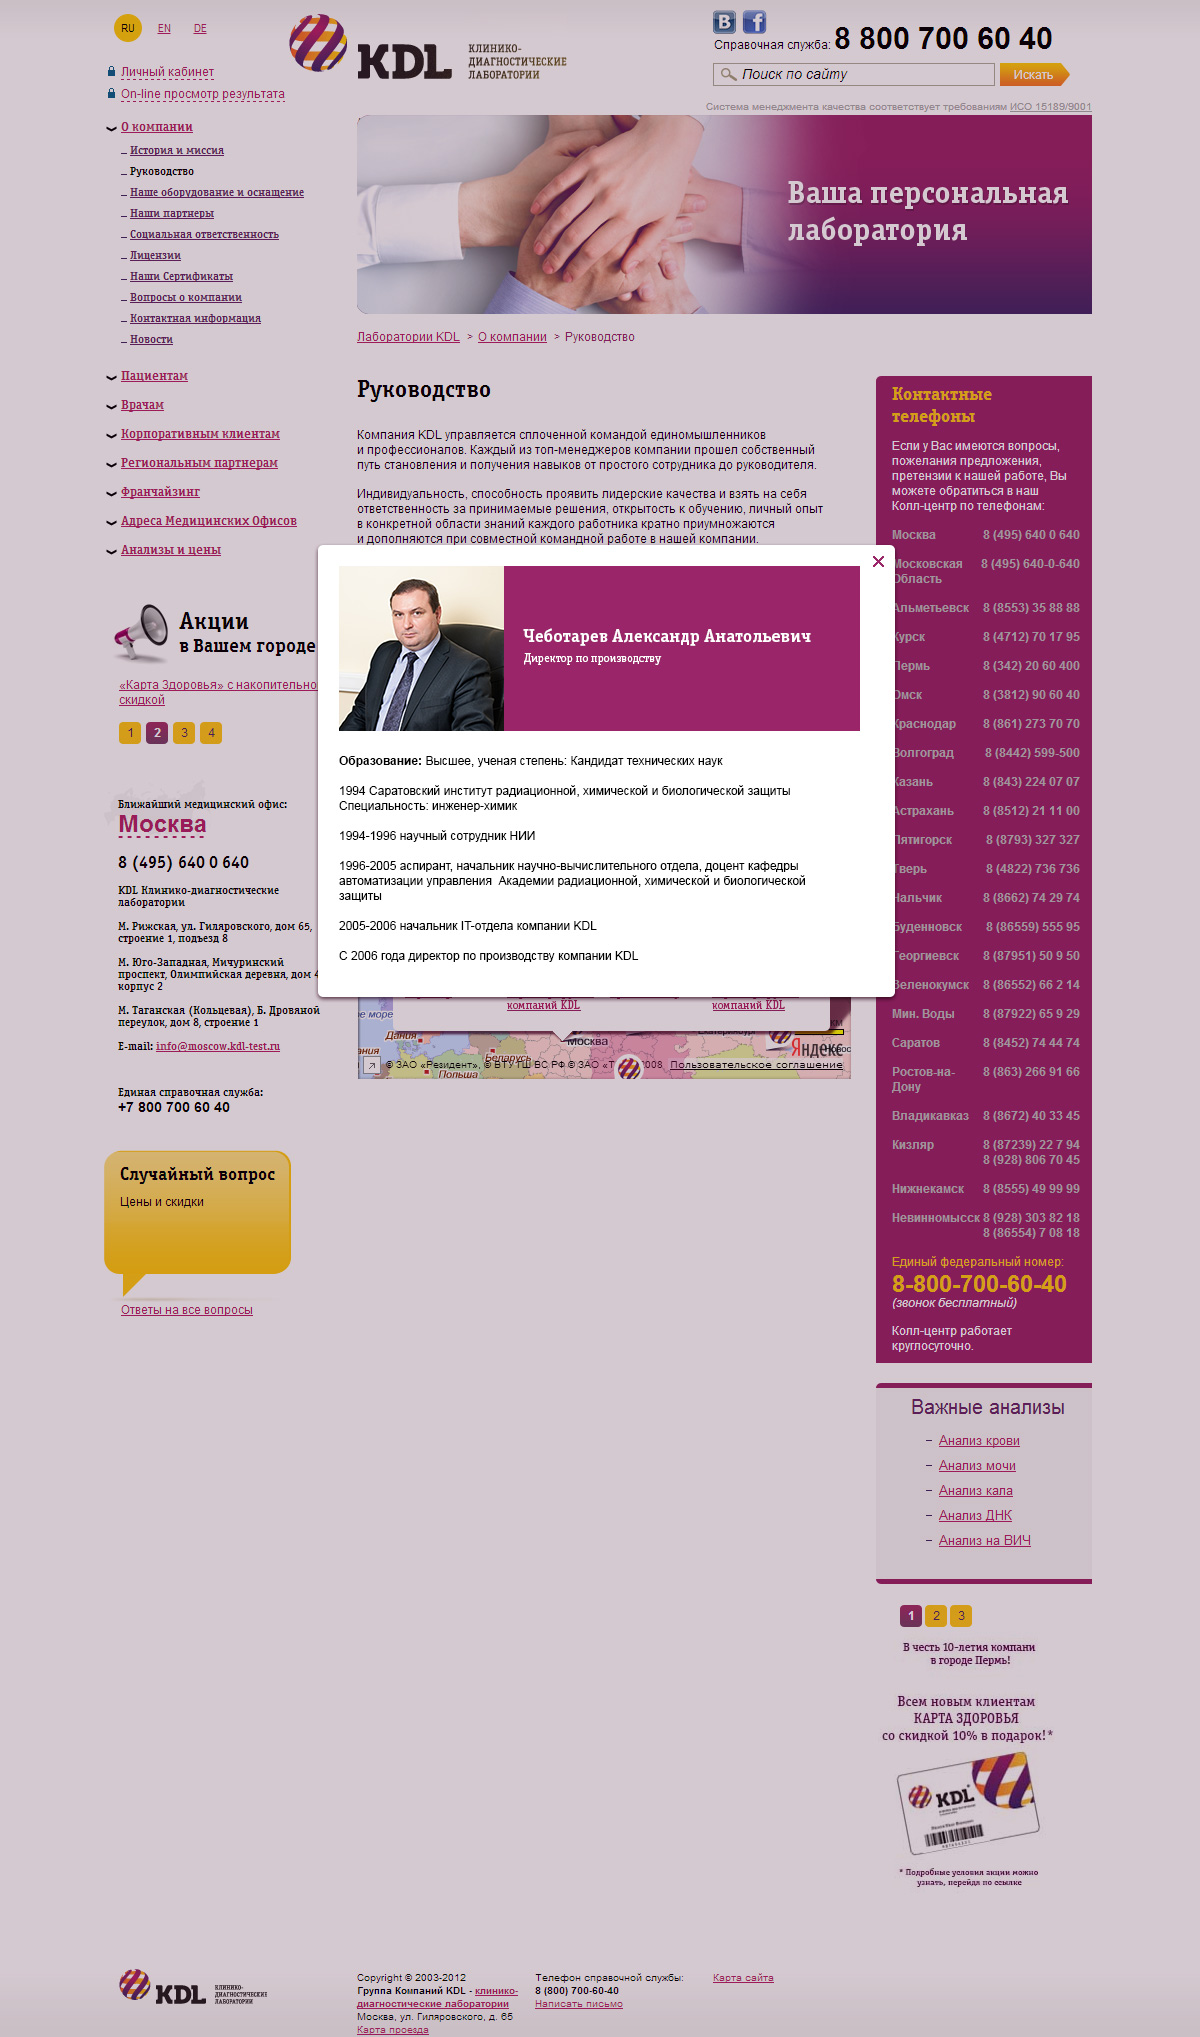 RU EN DE
Личный кабинет
On-line просмотр результата
KDL
КЛИНИКО-
ДИАГНОСТИЧЕСКИЕ
ЛАБОРАТОРИИ
В f
Справочная служба: 8 800 700 60 40
Поиск по сайту
Искать
Система менеджмента качества соответствует требованиям ИСО 15189/9001
О компании
История и миссия
Руководство
Наше оборудование и оснащение
Наши партнеры
Социальная ответственность
Лицензии
Наши Сертификаты
Вопросы о компании
Контактная информация
Новости
Пациентам
Врачам
Корпоративным клиентам
Региональным партнерам
Франчайзинг
Адреса Медицинских Офисов
Анализы и цены
Акции
в Вашем городе
«Карта Здоровья» с накопительно
скидкой
1 2 3 4
Ближайший медицинский офис:
Москва
8 (495) 640 0 640
KDL Клинико-диагностические
лаборатории
М. Рижская, ул. Гиляровского, дом 65,
строение 1, подъезд 8
М. Юго-Западная, Мичуринский
проспект, Олимпийская деревня, дом 4
корпус 2
М. Таганская (Кольцевая), Б. Дровяной
переулок, дом 8, строение 1
E-mail: info@moscow.kdl-test.ru
Единая справочная служба:
+7 800 700 60 40
Случайный вопрос
Цены и скидки
Ответы на все вопросы
Ваша персональная
лаборатория
Лаборатории KDL > О компании > Руководство
Руководство
Компания KDL управляется сплоченной командой единомышленников
и профессионалов. Каждый из топ-менеджеров компании прошел собственный
путь становления и получения навыков от простого сотрудника до руководителя.
Индивидуальность, способность проявить лидерские качества и взять на себя
ответственность за принимаемые решения, открытость к обучению, личный опыт
в конкретной области знаний каждого работника кратно приумножаются
и дополняются при совместной командной работе в нашей компании.
Чеботарев Александр Анатольевич
Директор по производству
Образование: Высшее, ученая степень: Кандидат технических наук
1994 Саратовский институт радиационной, химической и биологической защиты
Специальность: инженер-химик
1994-1996 научный сотрудник НИИ
1996-2005 аспирант, начальник научно-вычислительного отдела, доцент кафедры
автоматизации управления Академии радиационной, химической и биологической
защиты
2005-2006 начальник IT-отдела компании KDL
С 2006 года директор по производству компании KDL
компаний KDL компаний KDL
е море
Дания
Москва
Беларусь
Польша
Яндекс
© ЗАО «Резидент», © ВТУ ГШ ВС РФ © ЗАО «Т 2008 Пользовательское соглашение
Контактные
телефоны
Если у Вас имеются вопросы,
пожелания предложения,
претензии к нашей работе, Вы
можете обратиться в наш
Колл-центр по телефонам:
Москва 8 (495) 640 0 640
Московская 8 (495) 640-0-640
Область
Альметьевск 8 (8553) 35 88 88
Курск 8 (4712) 70 17 95
Пермь 8 (342) 20 60 400
Омск 8 (3812) 90 60 40
Краснодар 8 (861) 273 70 70
Волгоград 8 (8442) 599-500
Казань 8 (843) 224 07 07
Астрахань 8 (8512) 21 11 00
Пятигорск 8 (8793) 327 327
Тверь 8 (4822) 736 736
Нальчик 8 (8662) 74 29 74
Буденновск 8 (86559) 555 95
Георгиевск 8 (87951) 50 9 50
Зеленокумск 8 (86552) 66 2 14
Мин. Воды 8 (87922) 65 9 29
Саратов 8 (8452) 74 44 74
Ростов-на- 8 (863) 266 91 66
Дону
Владикавказ 8 (8672) 40 33 45
Кизляр 8 (87239) 22 7 94
8 (928) 806 70 45
Нижнекамск 8 (8555) 49 99 99
Невинномысск 8 (928) 303 82 18
8 (86554) 7 08 18
Единый федеральный номер:
8-800-700-60-40
(звонок бесплатный)
Колл-центр работает
круглосуточно.
Важные анализы
– Анализ крови
– Анализ мочи
– Анализ кала
– Анализ ДНК
– Анализ на ВИЧ
1 2 3
В честь 10-летия компани
в городе Пермь!
Всем новым клиентам
КАРТА ЗДОРОВЬЯ
со скидкой 10% в подарок!*
KDL
* Подробные условия акции можно
узнать, перейдя по ссылке
KDL
КЛИНИКО-
ДИАГНОСТИЧЕСКИЕ
ЛАБОРАТОРИИ
Copyright © 2003-2012
Группа Компаний KDL - клинико-
диагностические лаборатории
Москва, ул. Гиляровского, д. 65
Карта проезда
Телефон справочной службы:
8 (800) 700-60-40
Написать письмо
Карта сайта